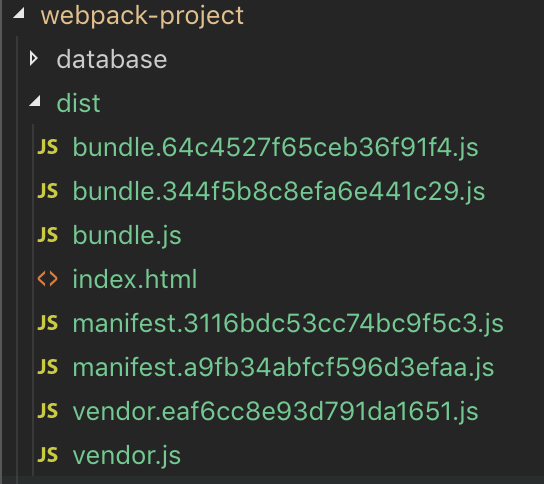 webpack-project
database
dist
JS bundle.64c4527f65ceb36f91f4.js
JS bundle.344f5b8c8efa6e441c29.js
JS bundle.js
<> index.html
JS manifest.3116bdc53cc74bc9f5c3.js
JS manifest.a9fb34abfcf596d3efaa.js
JS vendor.eaf6cc8e93d791da1651.js
JS vendor.js